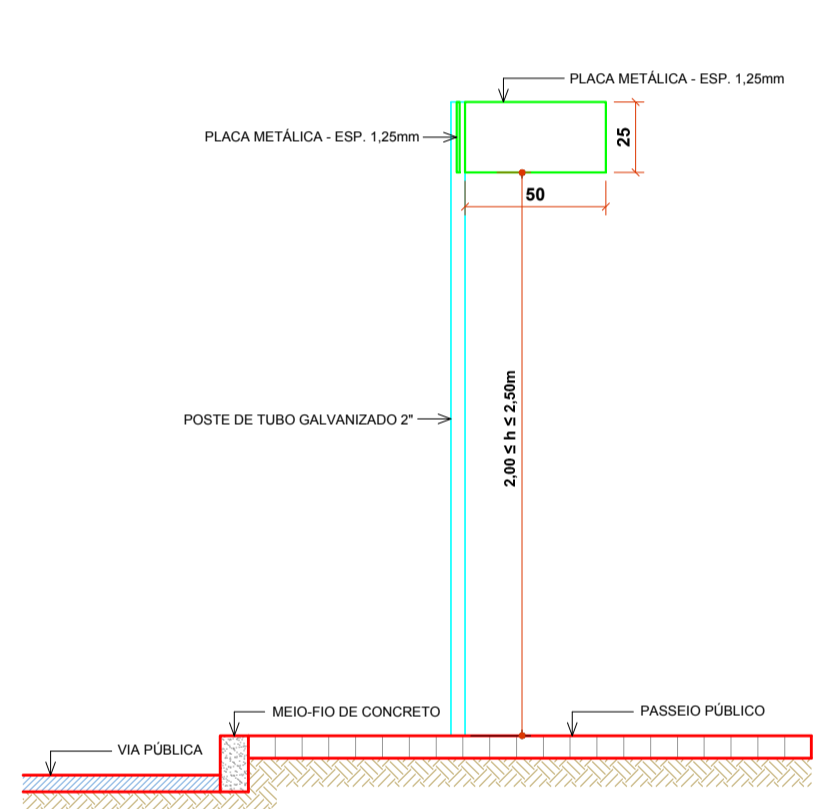 PLACA METÁLICA - ESP. 1,25mm
PLACA METÁLICA - ESP. 1,25mm
25
50
2,00 ≤ h ≤ 2,50m
POSTE DE TUBO GALVANIZADO 2"
MEIO-FIO DE CONCRETO
PASSEIO PÚBLICO
VIA PÚBLICA